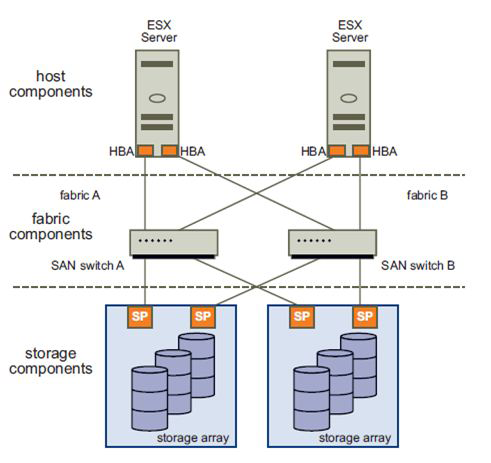 ESX
Server
ESX
Server
host
components
HBA
HBA
HBA
HBA
fabric A
fabric B
fabric
components
SAN switch A
SAN switch B
SP
SP
SP
SP
storage
components
storage array
storage array